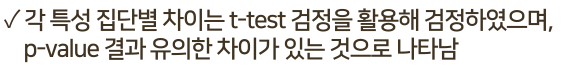 ✓ 각 특성 집단별 차이는 t-test 검정을 활용해 검정하였으며,
p-value 결과 유의한 차이가 있는 것으로 나타남